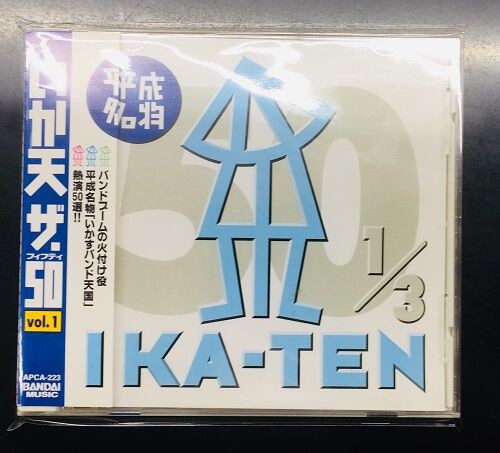 いか天 ザ・
フィフティ
50
vol.1
APCA-223
BANDAI
MUSIC
バンドブームの火付け役
平成名物「いかすバンド天国」
熱演50選!!
平成
名物
50
1/3
IKA-TEN